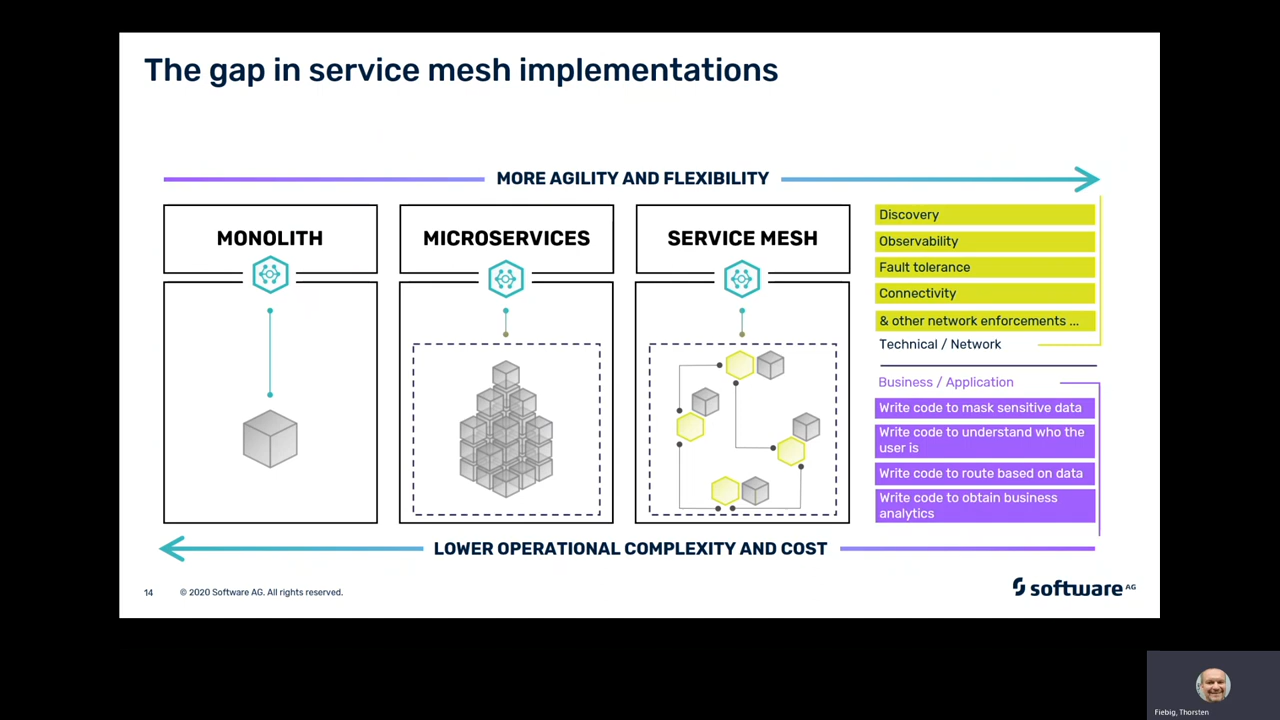 The gap in service mesh implementations
MORE AGILITY AND FLEXIBILITY
MONOLITH
MICROSERVICES
SERVICE MESH
Discovery
Observability
Fault tolerance
Connectivity
& other network enforcements ...
Technical / Network
Business / Application
Write code to mask sensitive data
Write code to understand who the
user is
Write code to route based on data
Write code to obtain business
analytics
LOWER OPERATIONAL COMPLEXITY AND COST
14
© 2020 Software AG. All rights reserved.
software AG
Fiebig, Thorsten